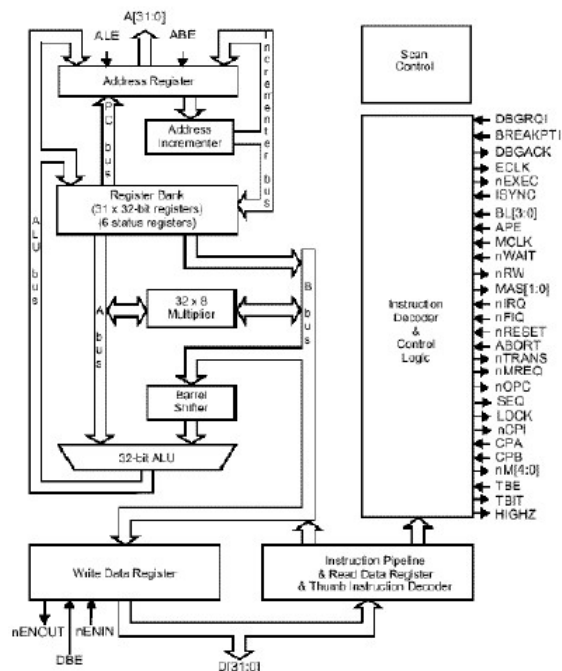 A[31:0]
ALE
ABE
Address Register
Address
Incrementer
PC bus
Incrementer bus
Register Bank
(31 x 32-bit registers)
(6 status registers)
ALU bus
A bus
B bus
32 x 8
Multiplier
Barrel
Shifter
32-bit ALU
Write Data Register
Instruction Pipeline
& Read Data Register
& Thumb Instruction Decoder
nENOUT
nENIN
DBE
D[31:0]
Scan
Control
Instruction
Decoder
&
Control
Logic
DBGRQI
BREAKPTI
DBGACK
ECLK
nEXEC
ISYNC
BL[3:0]
APE
MCLK
nWAIT
nRW
MAS[1:0]
nIRQ
nFIQ
nRESET
ABORT
nTRANS
nMREQ
nOPC
SEQ
LOCK
nCPI
CPA
CPB
nM[4:0]
TBE
TBIT
HIGHZ